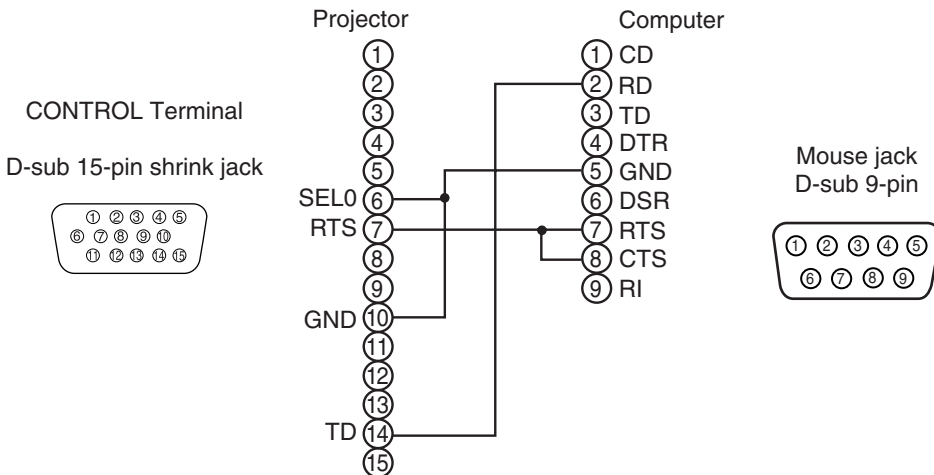 Projector
Computer
CONTROL Terminal
D-sub 15-pin shrink jack
① ② ③ ④ ⑤
⑥ ⑦ ⑧ ⑨ ⑩
⑪ ⑫ ⑬ ⑭ ⑮
①
②
③
④
⑤
SEL0 ⑥
RTS ⑦
⑧
⑨
GND ⑩
⑪
⑫
⑬
TD ⑭
⑮
① CD
② RD
③ TD
④ DTR
⑤ GND
⑥ DSR
⑦ RTS
⑧ CTS
⑨ RI
Mouse jack
D-sub 9-pin
① ② ③ ④ ⑤
⑥ ⑦ ⑧ ⑨